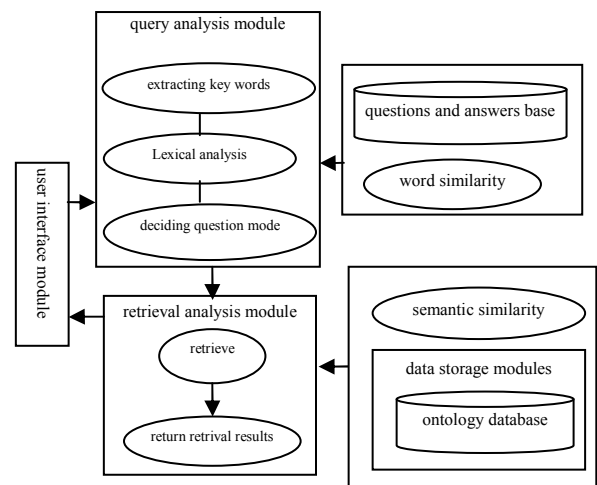 query analysis module
extracting key words
Lexical analysis
deciding question mode
questions and answers base
word similarity
user interface module
retrieval analysis module
retrieve
return retrival results
semantic similarity
data storage modules
ontology database